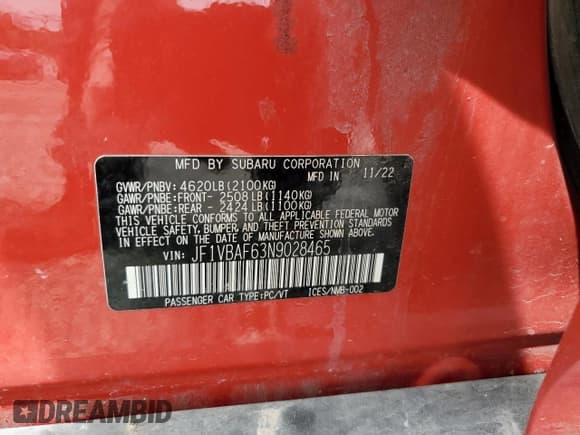 MFD BY SUBARU CORPORATION
MFD IN 11/22
GVWR/PNBV: 4620LB(2100KG)
GAWR/PNBE:FRONT- 2508LB(1140KG)
GAWR/PNBE:REAR - 2424LB(1100KG)
THIS VEHICLE CONFORMS TO ALL APPLICABLE FEDERAL MOTOR
VEHICLE SAFETY, BUMPER, AND THEFT PREVENTION STANDARDS
IN EFFECT ON THE DATE OF MANUFACTURE SHOWN ABOVE.
VIN: JF1VBAF63N9028465
PASSENGER CAR TYPE:PC/VT ICES/NMB-002
DREAMBID